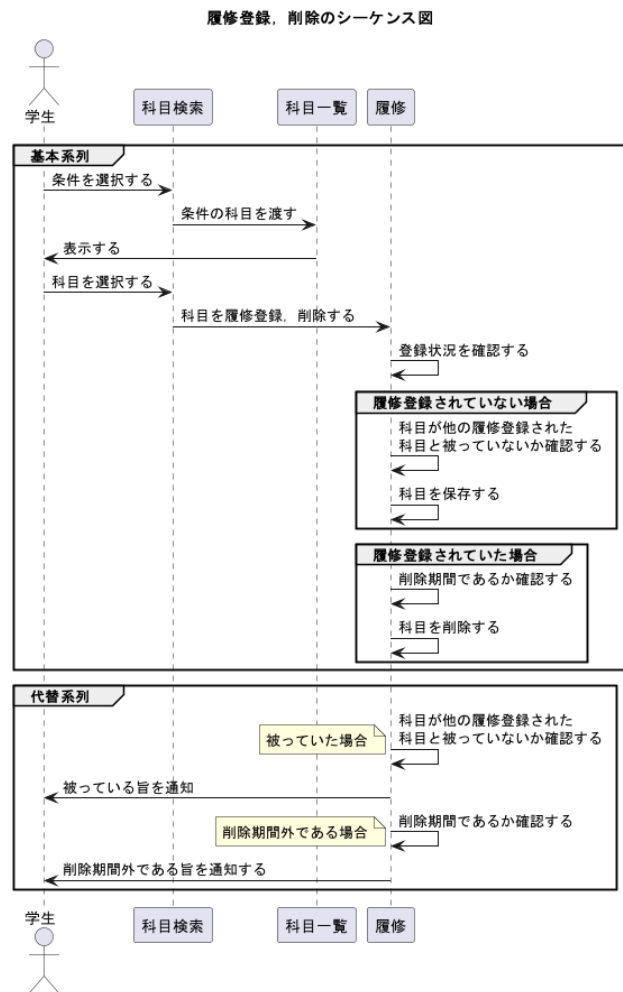 履修登録，削除のシーケンス図
学生
科目検索
科目一覧
履修
基本系列
条件を選択する
条件の科目を渡す
表示する
科目を選択する
科目を履修登録，削除する
登録状況を確認する
履修登録されていない場合
科目が他の履修登録された
科目と被っていないか確認する
科目を保存する
履修登録されていた場合
削除期間であるか確認する
科目を削除する
代替系列
科目が他の履修登録された
科目と被っていないか確認する
被っていた場合
被っている旨を通知
削除期間であるか確認する
削除期間外である場合
削除期間外である旨を通知する
学生
科目検索
科目一覧
履修